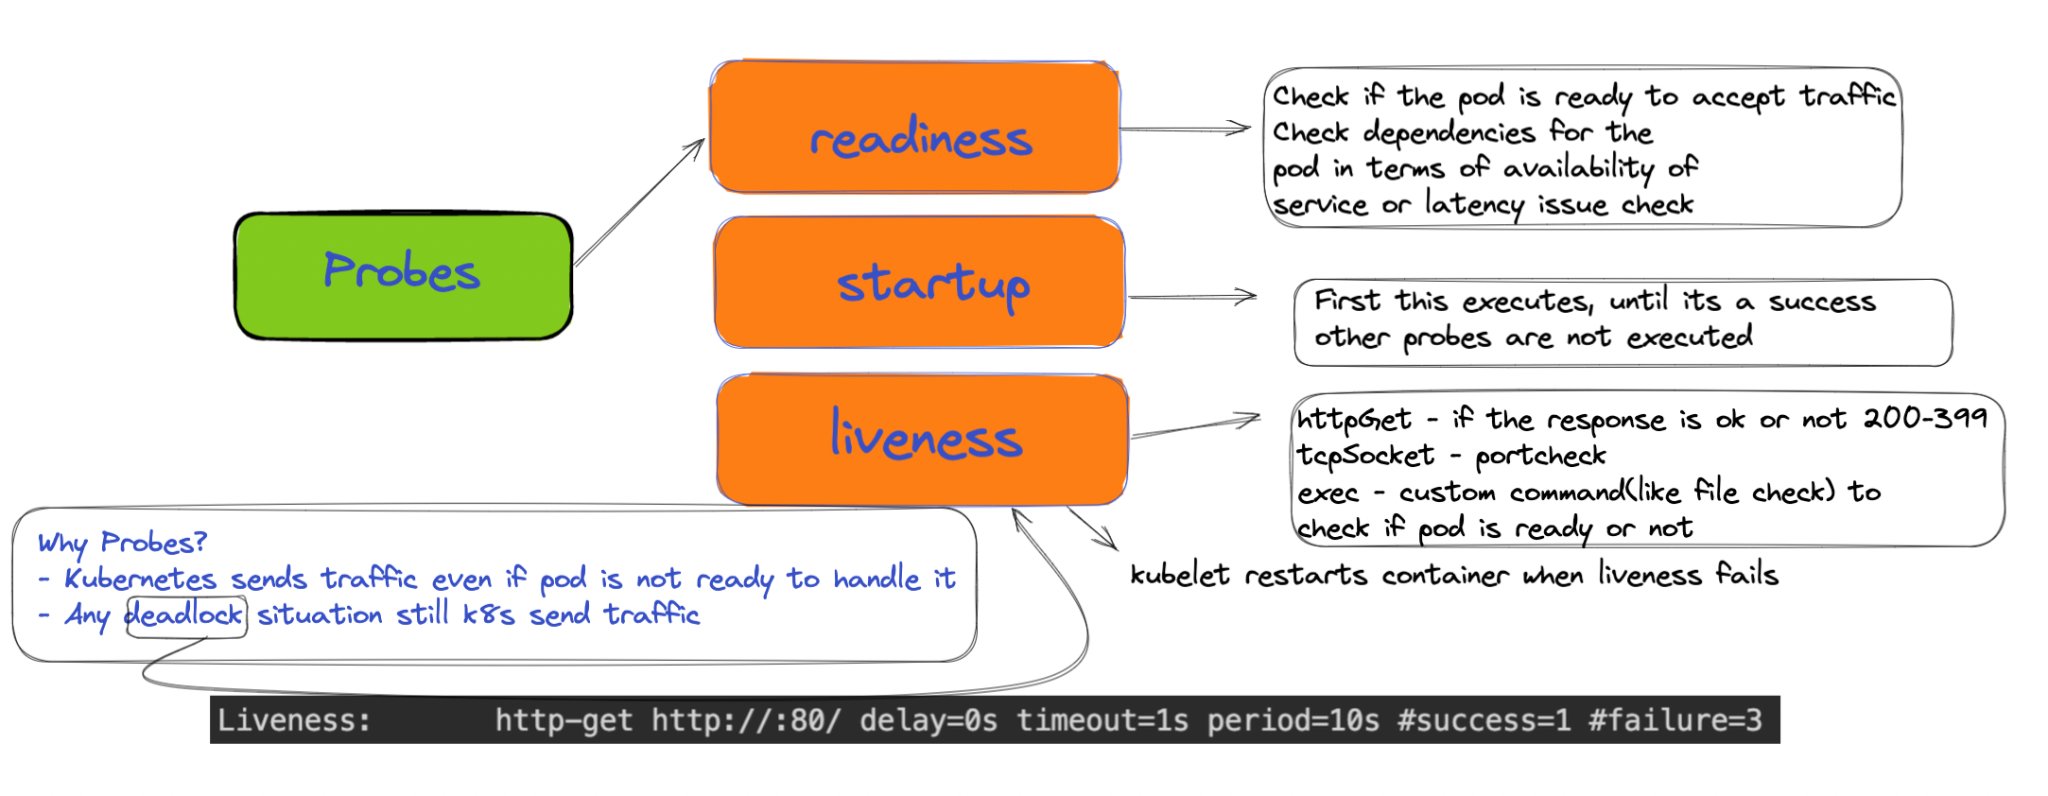 Probes
readiness
Check if the pod is ready to accept traffic
Check dependencies for the
pod in terms of availability of
service or latency issue check
startup
First this executes, until its a success
other probes are not executed
liveness
httpGet - if the response is ok or not 200-399
tcpSocket - portcheck
exec - custom command(like file check) to
check if pod is ready or not
kubelet restarts container when liveness fails
Why Probes?
- Kubernetes sends traffic even if pod is not ready to handle it
- Any deadlock situation still k8s send traffic
Liveness: http-get http://:80/ delay=0s timeout=1s period=10s #success=1 #failure=3